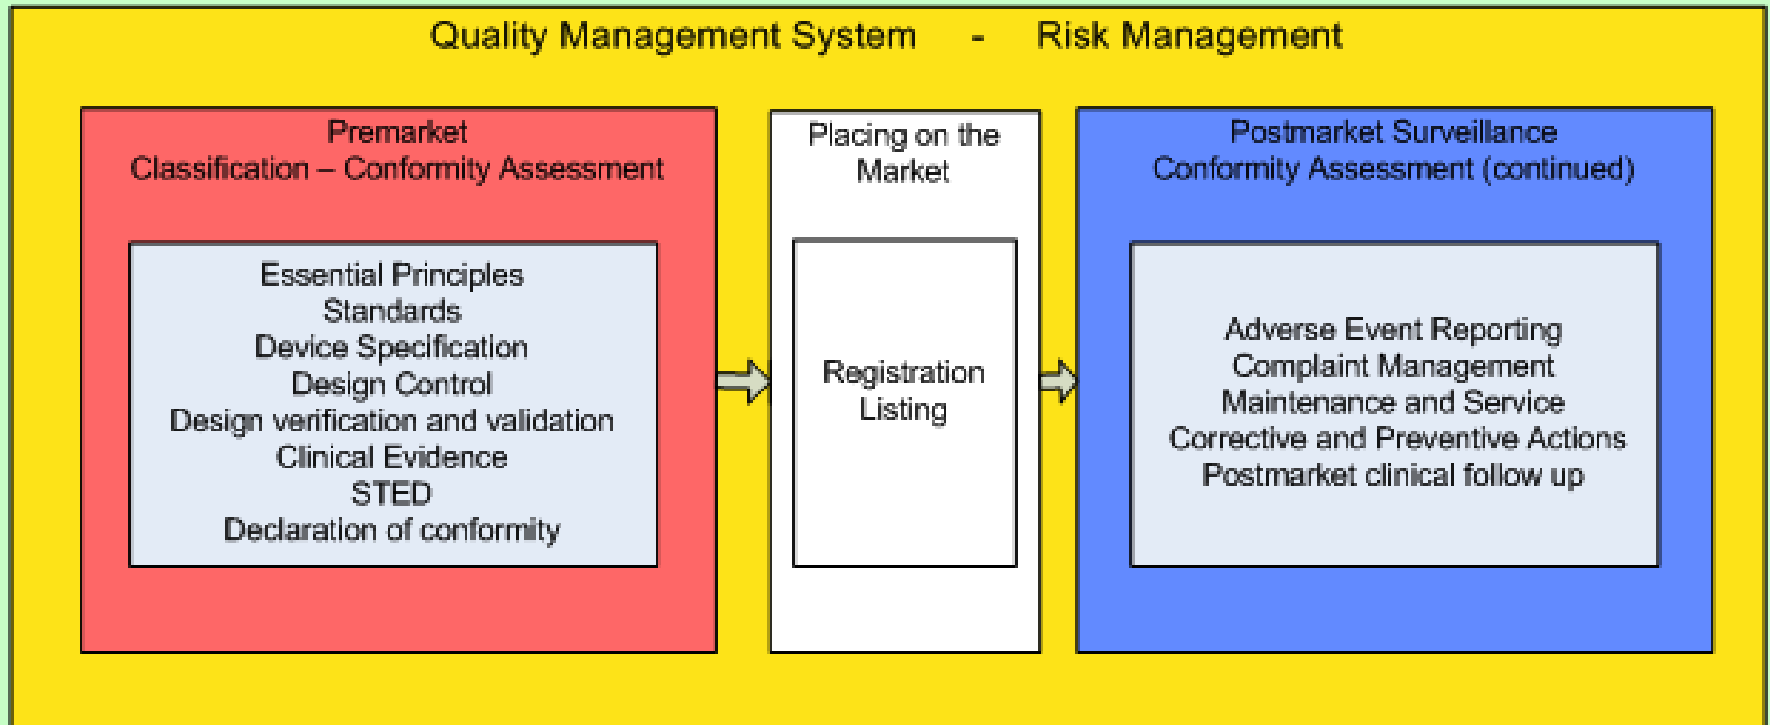 Quality Management System - Risk Management
Premarket
Classification – Conformity Assessment
Essential Principles
Standards
Device Specification
Design Control
Design verification and validation
Clinical Evidence
STED
Declaration of conformity
Placing on the
Market
Registration
Listing
Postmarket Surveillance
Conformity Assessment (continued)
Adverse Event Reporting
Complaint Management
Maintenance and Service
Corrective and Preventive Actions
Postmarket clinical follow up